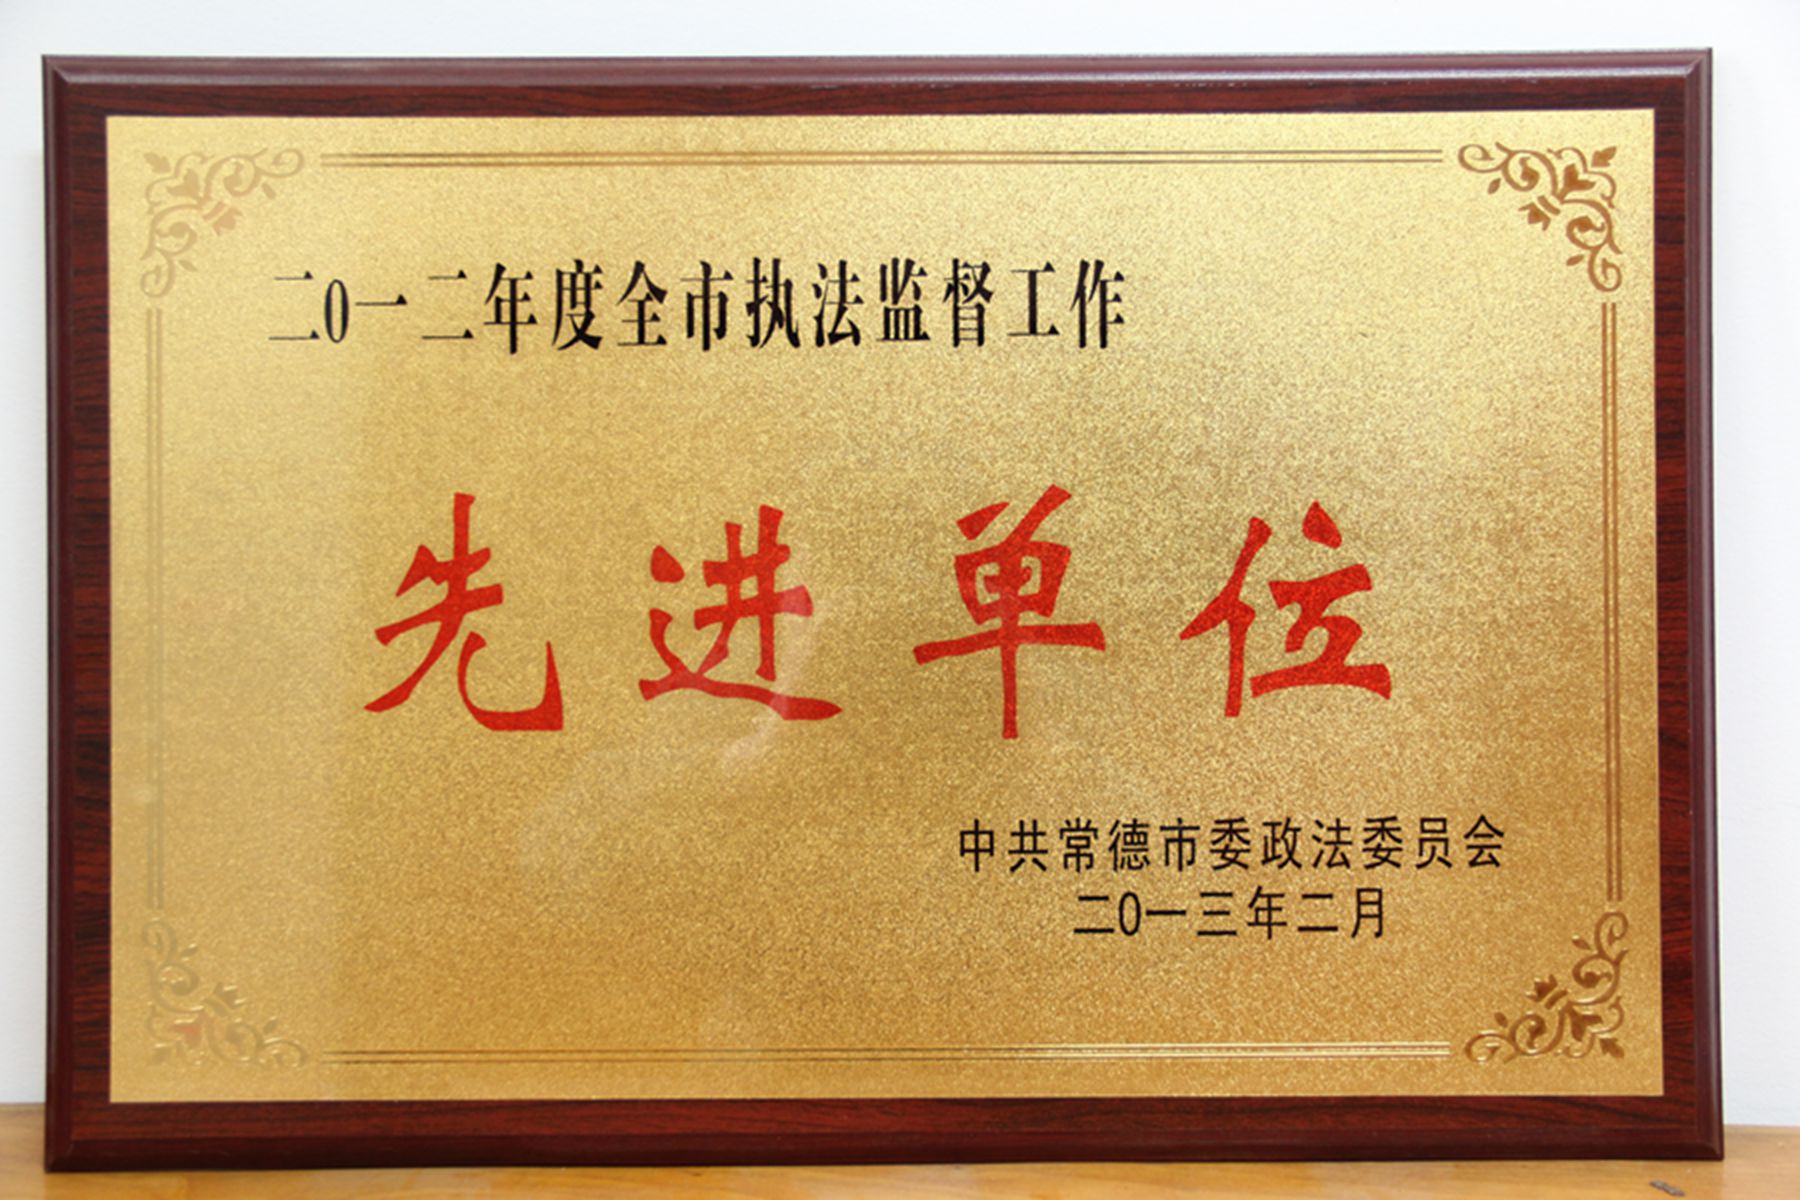 二0一二年度全市执法监督工作
先进单位
中共常德市委政法委员会
二0一三年二月